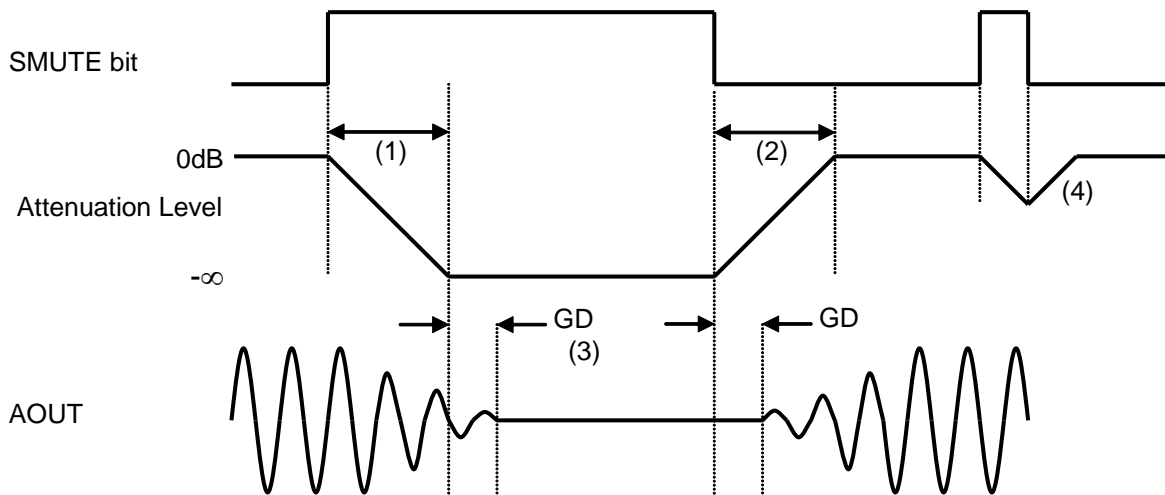 SMUTE bit
(1)
(2)
0dB
(4)
Attenuation Level
-∞
GD
GD
(3)
AOUT